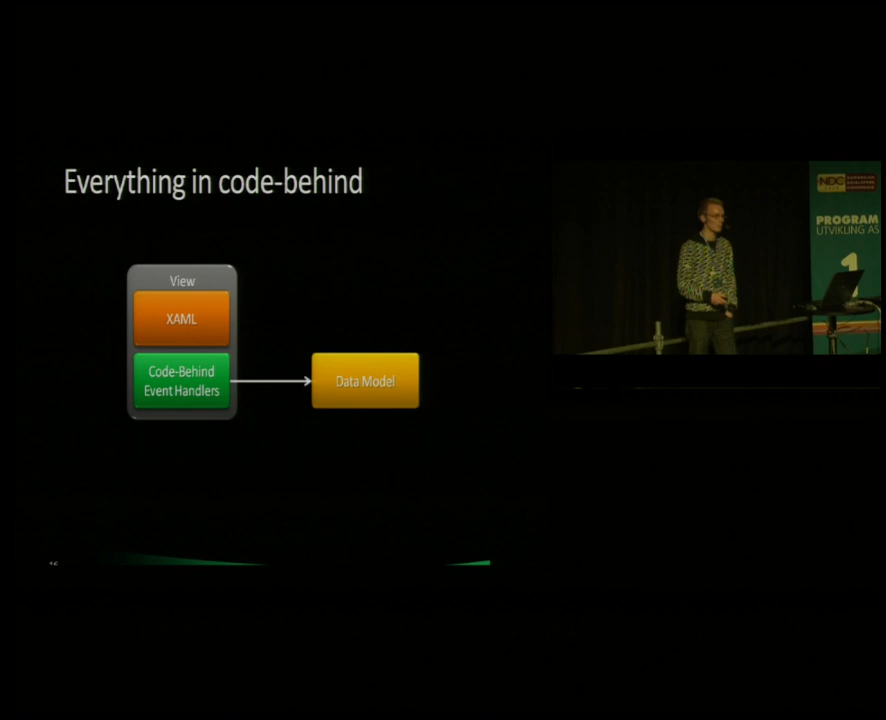 Everything in code-behind
View
XAML
Code-Behind
Event Handlers
Data Model
NDC
PROGRAM
UTVIKLING AS
1